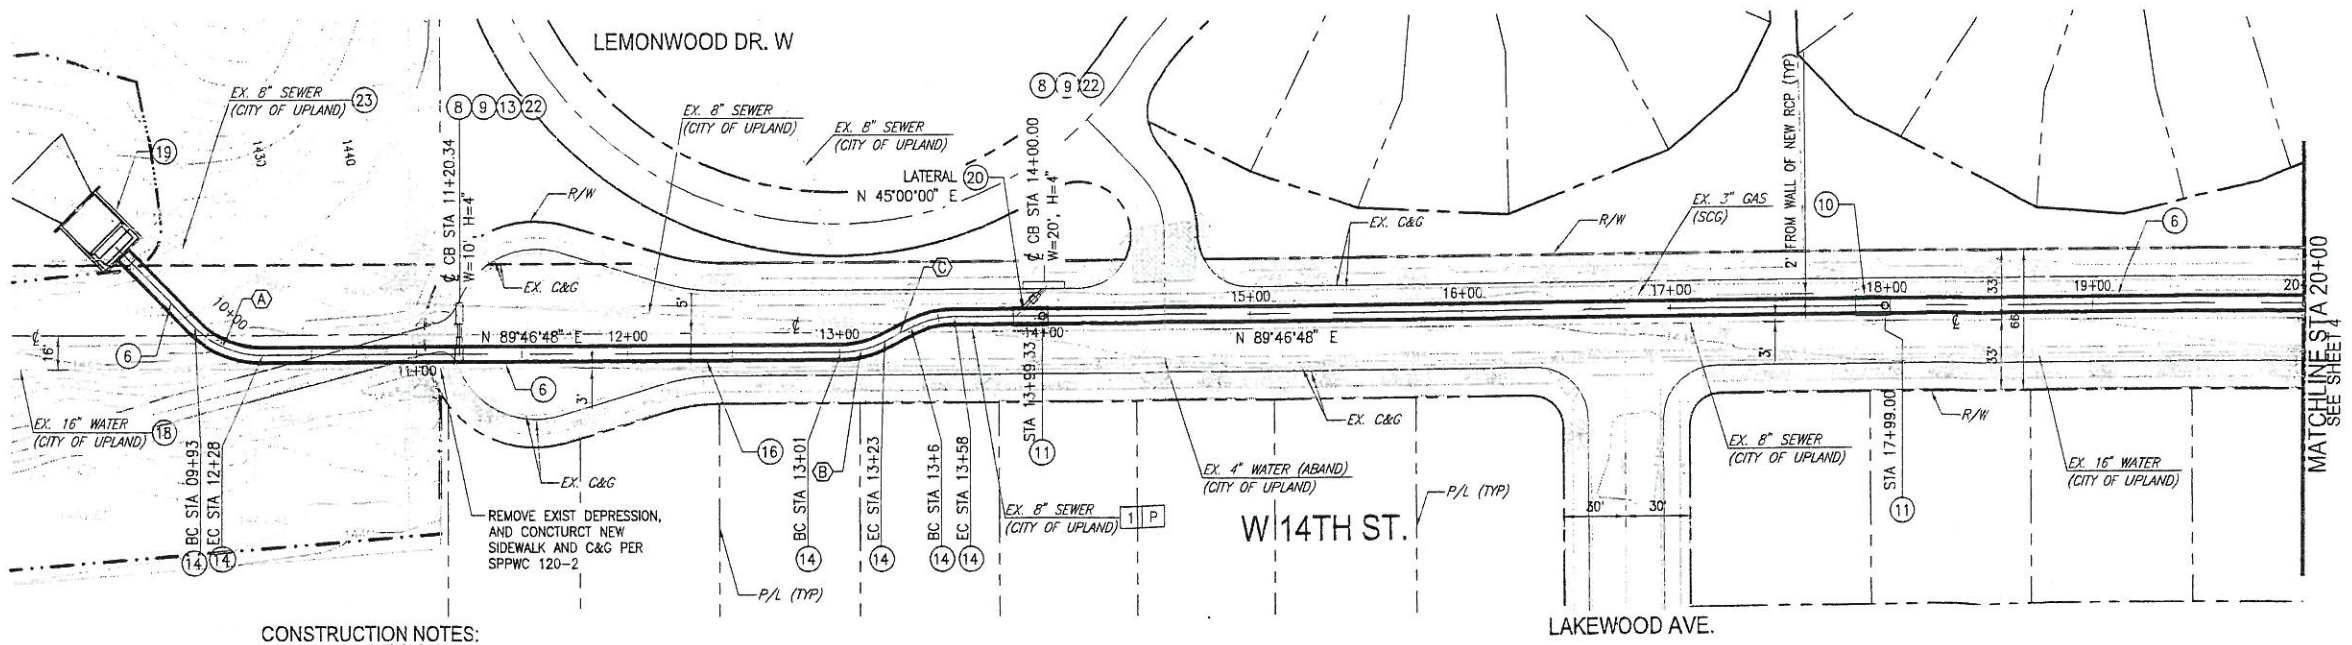 LEMONWOOD DR. W
EX. 8" SEWER
(CITY OF UPLAND)
23
19
1430
1440
8 9 13 22
₵ CB STA 11+20.34
W=10', H=4"
EX. 8" SEWER
(CITY OF UPLAND)
EX. 8" SEWER
(CITY OF UPLAND)
8 9 22
LATERAL 20
N 45°00'00" E
₵ CB STA 14+00.00
W=20', H=4"
R/W
EX. C&G
C
5'
EX. C&G
R/W
EX. 3" GAS
(SCG)
2' FROM WALL OF NEW RCP (TYP)
10
6
A
10+00
6
₵
16'
11+00
N 89°46'48" E
12+00
₵
13+00
14+00
15+00
16+00
17+00
18+00
19+00
20
N 89°46'48" E
₵
3'
33'
66'
33'
MATCHLINE STA 20+00
SEE SHEET 4
6
3'
EX. 16" WATER
(CITY OF UPLAND)
18
BC STA 09+93
14
EC STA 12+28
14
EX. C&G
REMOVE EXIST DEPRESSION,
AND CONCTURCT NEW
SIDEWALK AND C&G PER
SPPWC 120-2
16
P/L (TYP)
BC STA 13+01
14
B
EC STA 13+23
14
BC STA 13+6
14
EC STA 13+58
14
STA 13+99.33
11
EX. 8" SEWER
(CITY OF UPLAND)
1 P
EX. 4" WATER (ABAND)
(CITY OF UPLAND)
EX. C&G
P/L (TYP)
W 14TH ST.
30'
30'
EX. 8" SEWER
(CITY OF UPLAND)
STA 17+99.00
11
R/W
EX. 16" WATER
(CITY OF UPLAND)
CONSTRUCTION NOTES:
LAKEWOOD AVE.